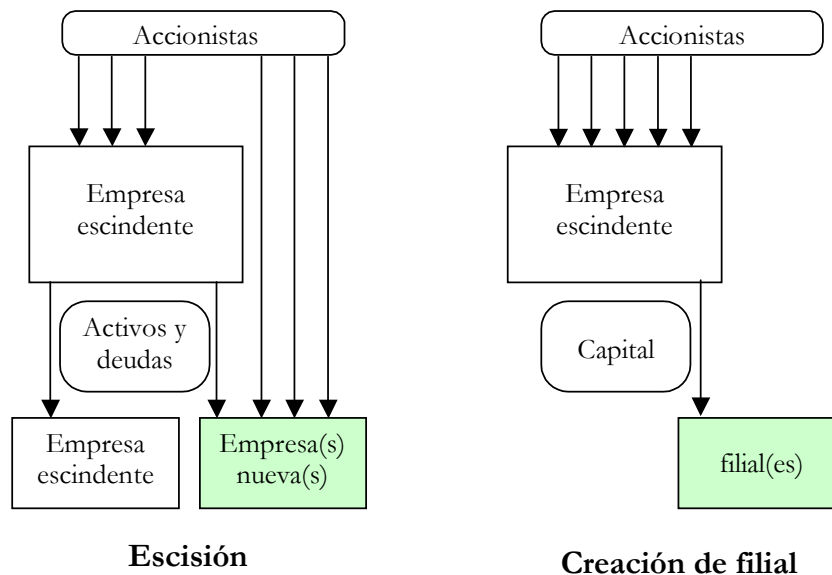 Accionistas
Empresa
escindente
Activos y
deudas
Empresa
escindente
Empresa(s)
nueva(s)
Escisión
Accionistas
Empresa
escindente
Capital
filial(es)
Creación de filial